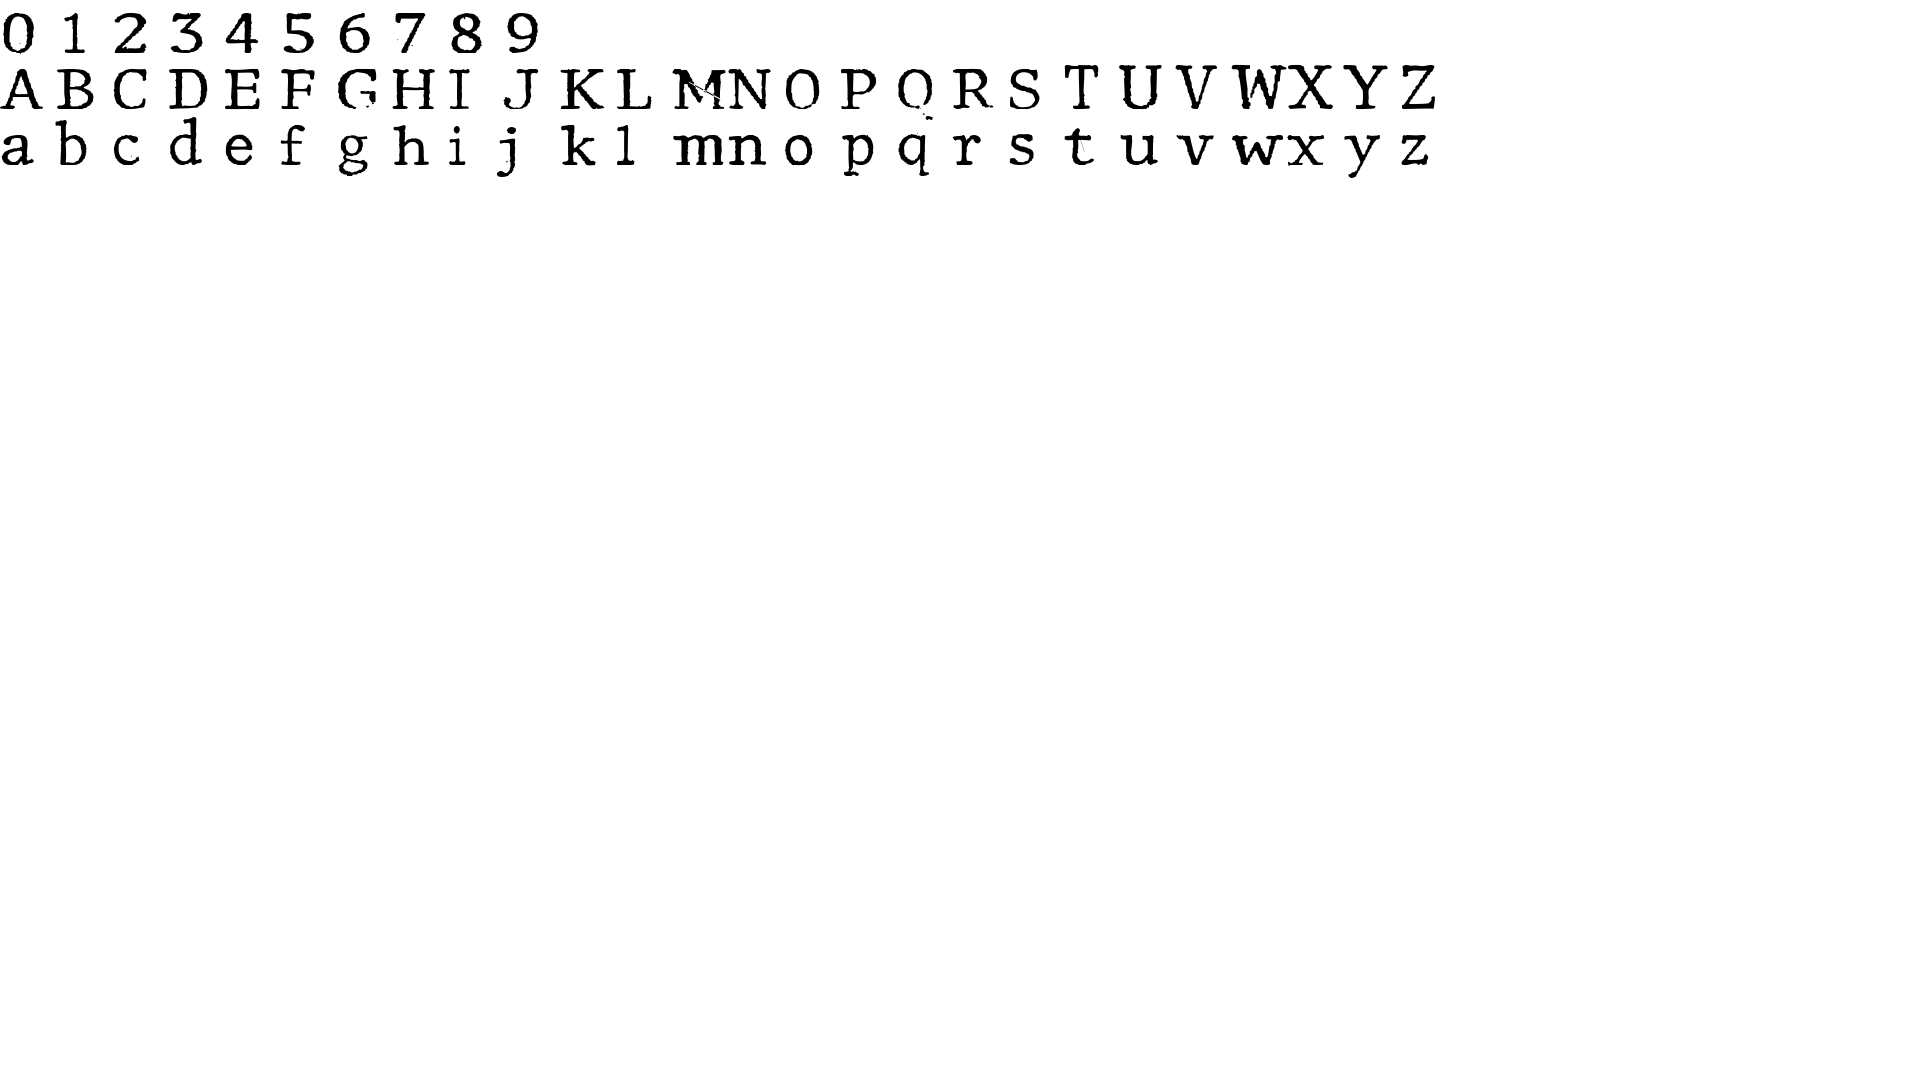 0 1 2 3 4 5 6 7 8 9
A B C D E F G H I J K L M N O P Q R S T U V W X Y Z
a b c d e f g h i j k l m n o p q r s t u v w x y z